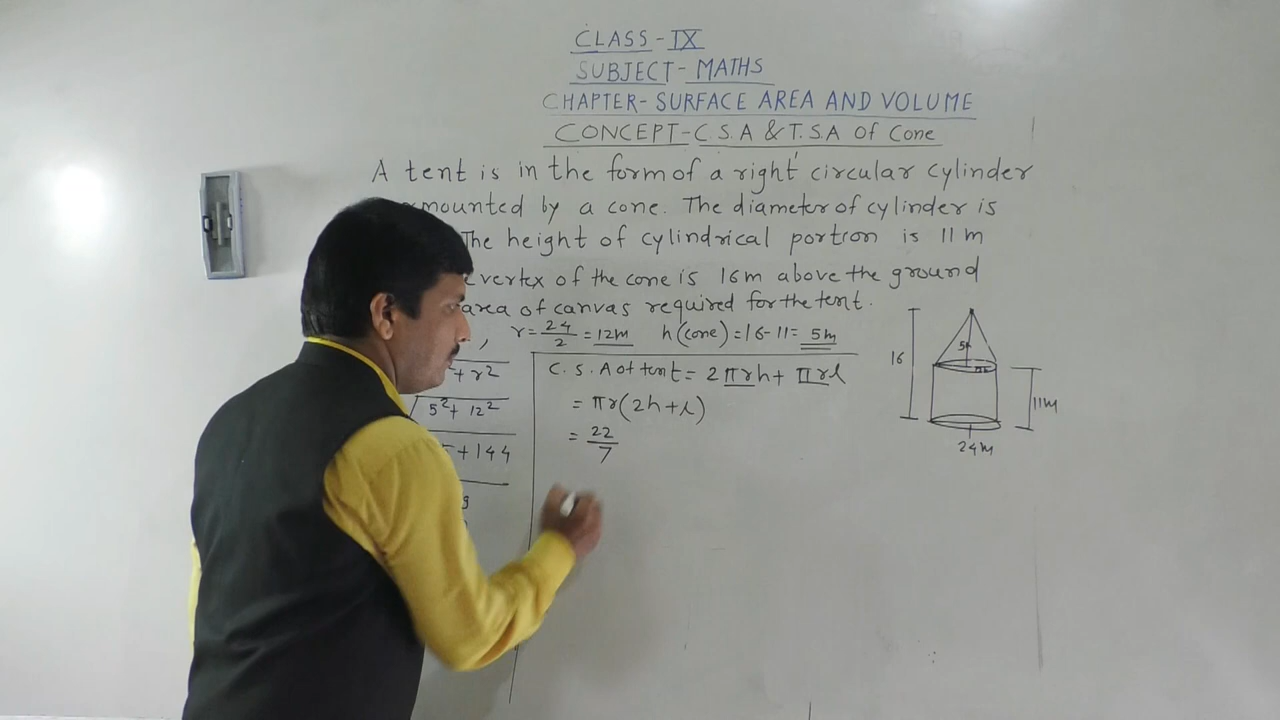 CLASS-IX
SUBJECT- MATHS
CHAPTER- SURFACE AREA AND VOLUME
CONCEPT-C S.A & T.S.A of Cone
A tent is in the form of a right circular cylinder
mounted by a cone. The diameter of cylinder is
The height of cylindrical portion is 11 m
vertex of the cone is 16m above the ground
area of canvas required for the tent.
r = 24/2 = 12m h(cone) = 16-11 = 5m
+ r²
5² + 12²
+ 144
C. S. A of tent = 2πrh + πrl
= πr(2h+l)
= 22/7
16
5m
11m
24m